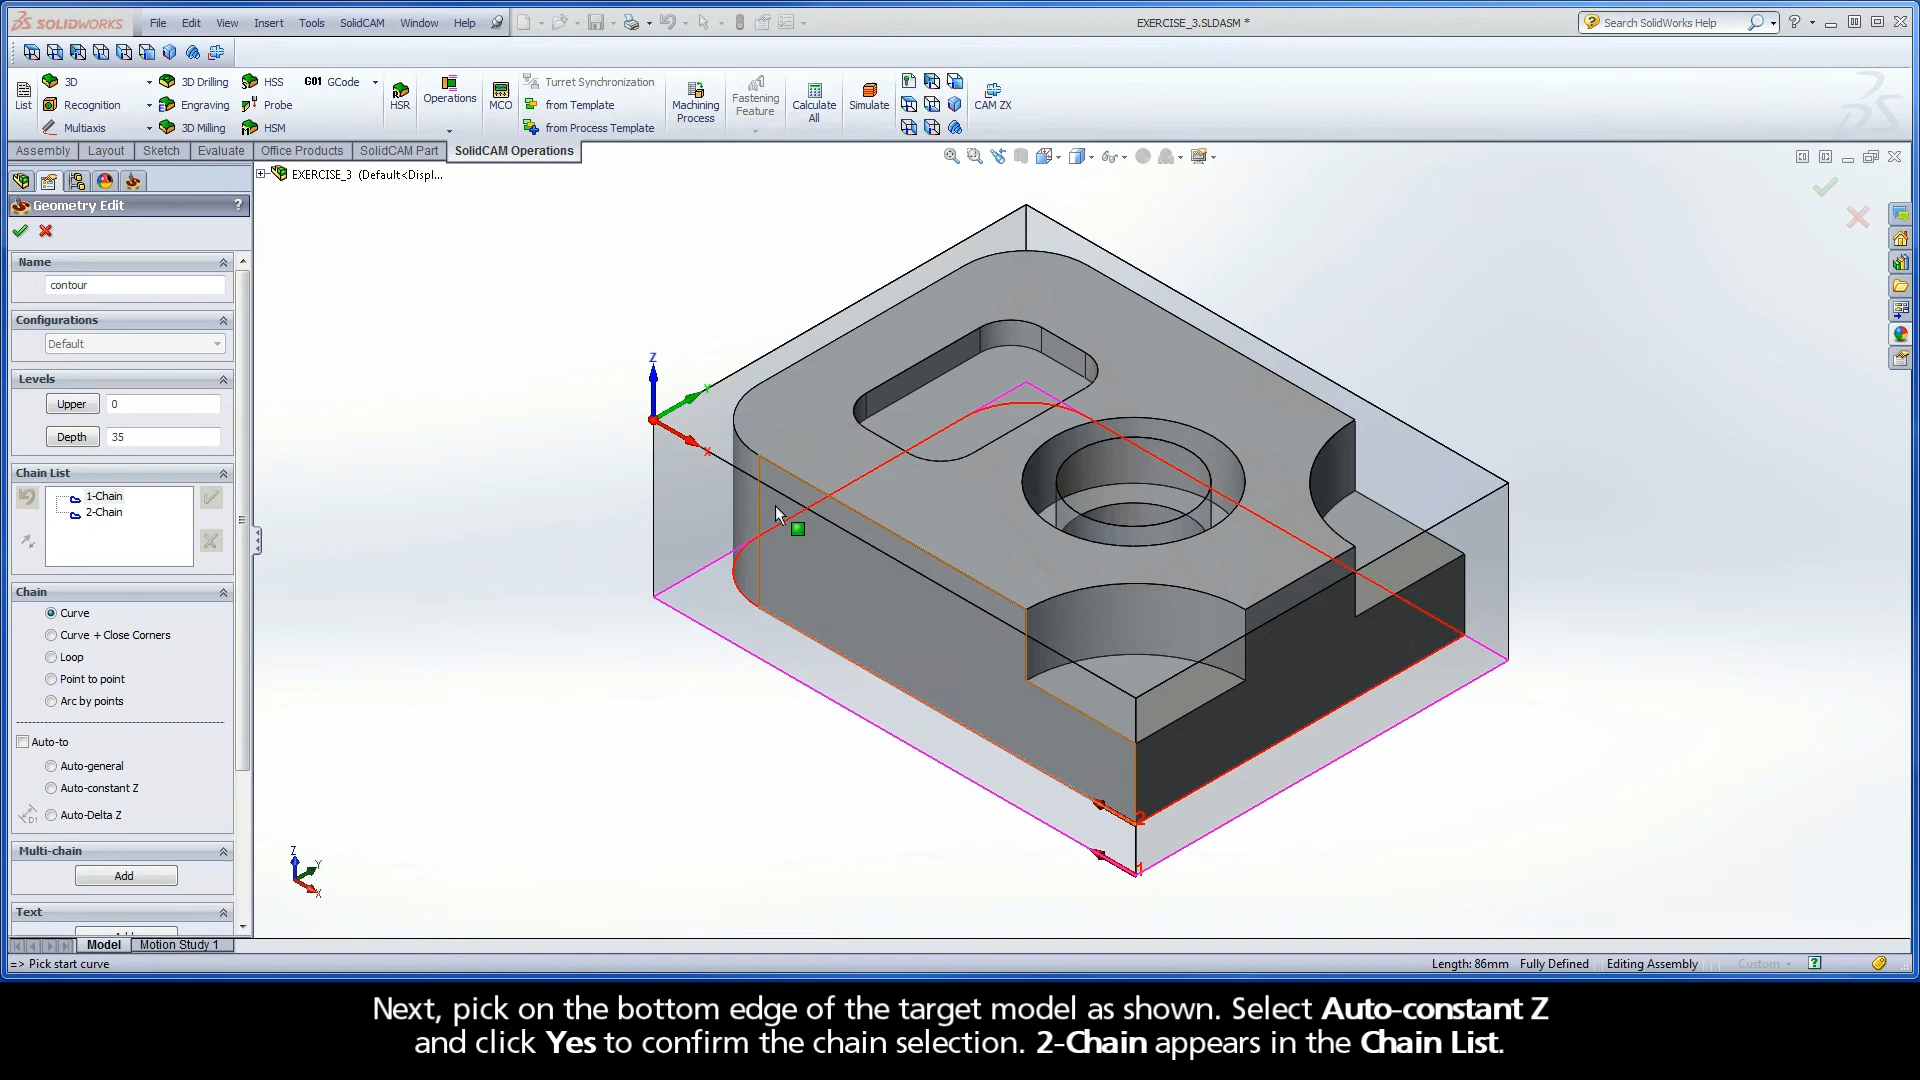 SOLIDWORKS File Edit View Insert Tools SolidCAM Window Help EXERCISE_3.SLDASM * Search SolidWorks Help
3D 3D Drilling HSS G01 GCode Turret Synchronization
List Recognition Engraving Probe HSR Operations MCO from Template Machining Process Fastening Feature Calculate All Simulate CAM ZX
Multiaxis 3D Milling HSM from Process Template
Assembly Layout Sketch Evaluate Office Products SolidCAM Part SolidCAM Operations
EXERCISE_3 (Default<Displ...
Geometry Edit ?
Name
contour
Configurations
Default
Levels
Upper 0
Depth 35
Chain List
1-Chain
2-Chain
Chain
Curve
Curve + Close Corners
Loop
Point to point
Arc by points
Auto-to
Auto-general
Auto-constant Z
D1 Auto-Delta Z
Multi-chain
Add
Text
Z
Y
X
Z
X
2
1
Model Motion Study 1
=> Pick start curve Length: 86mm Fully Defined Editing Assembly Custom
Next, pick on the bottom edge of the target model as shown. Select Auto-constant Z
and click Yes to confirm the chain selection. 2-Chain appears in the Chain List.